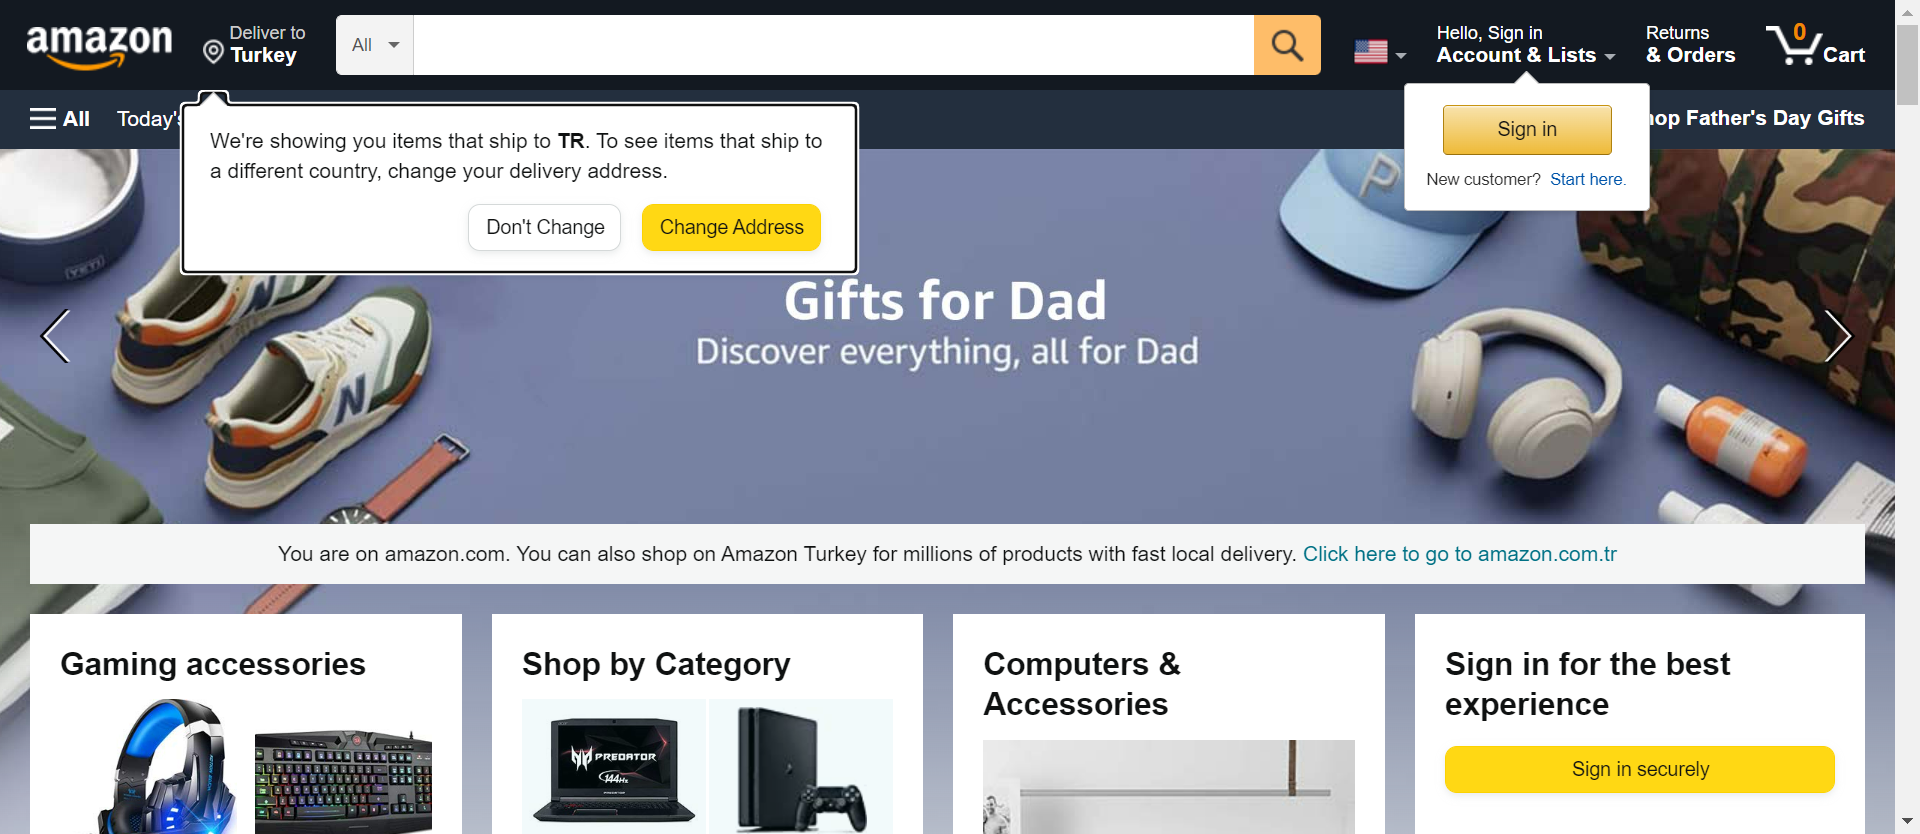 amazon
Deliver to
Turkey
All
Hello, Sign in
Account & Lists
Returns
& Orders
0
Cart
All
Today's
Father's Day Gifts
We're showing you items that ship to TR. To see items that ship to
a different country, change your delivery address.
Don't Change
Change Address
Sign in
New customer? Start here.
YETI
P
N
N
Gifts for Dad
Discover everything, all for Dad
You are on amazon.com. You can also shop on Amazon Turkey for millions of products with fast local delivery. Click here to go to amazon.com.tr
Gaming accessories
Shop by Category
Computers &
Accessories
Sign in for the best
experience
PREDATOR
144Hz
PREDATOR
Sign in securely